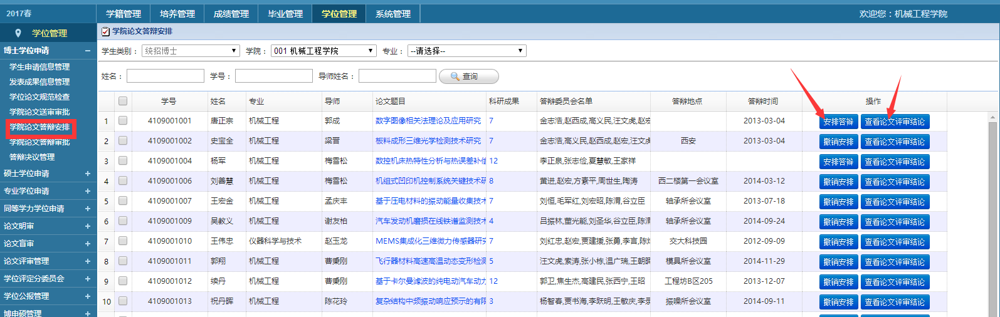 2017春 学籍管理 培养管理 成绩管理 毕业管理 学位管理 系统管理 欢迎您：机械工程学院
学位管理
博士学位申请
学生申请信息管理
发表成果信息管理
学位论文规范检查
学院论文送审审批
学院论文答辩安排
学院论文答辩审批
答辩决议管理
硕士学位申请
专业学位申请
同等学力学位申请
论文明审
论文盲审
论文评审管理
学位评定分委员会
学位公报管理
博申硕管理
学院论文答辩安排
学生类别： 统招博士 学院： 001 机械工程学院 专业： --请选择--
姓名： 学号： 导师姓名： 查询
学号 姓名 专业 导师 论文题目 科研成果 答辩委员会名单 答辩地点 答辩时间 操作
1 4109001001 唐正宗 机械工程 郭成 数字图像相关法理论及应用研究 7 金志浩,赵西成,高义民,汪文虎,赵宏 2013-03-04 安排答辩 查看论文评审结论
2 4109001002 史宝全 机械工程 梁晋 板料成形三维光学检测技术研究 7 金志浩,高义民,赵西成,赵宏,汪文虎 西安 2013-03-04 撤销安排 查看论文评审结论
3 4109001004 杨军 机械工程 梅雪松 数控机床热特性分析与热误差补偿 12 李正泉,张志俭,夏慧敏,王家祥 安排答辩 查看论文评审结论
4 4109001006 刘善慧 机械工程 梅雪松 机组式凹印机控制系统关键技术研 8 黄进,赵宏,方素平,周世生,陶涛 西二楼第一会议室 2014-03-12 撤销安排 查看论文评审结论
5 4109001007 王宏金 机械工程 孟庆丰 基于压电材料的振动能量收集技术 7 刘恒,毛军红,刘宏昭,陈渭,谷立臣 轴承所会议室 2013-07-18 撤销安排 查看论文评审结论
6 4109001009 吴教义 机械工程 谢友柏 汽车发动机磨损在线铁谱监测技术 4 吕振林,董光能,刘圣华,谷立臣,陈渭 轴承所会议室 2014-09-24 撤销安排 查看论文评审结论
7 4109001010 王伟忠 仪器科学与技术 赵玉龙 MEMS集成化三维微力传感器研究 7 刘红忠,赵宏,贾建援,张勇,李言,陈 交大科技园 2012-09-09 撤销安排 查看论文评审结论
8 4109001011 郭翔 机械工程 曹秉刚 飞行器材料高速高温动态变形检测 5 汪文虎,索涛,张小栋,温广瑞,王朝晖 模具所会议室 2014-11-29 撤销安排 查看论文评审结论
9 4109001012 续丹 机械工程 曹秉刚 基于卡尔曼滤波的纯电动汽车动力 12 郭卫,焦生杰,高建民,张西宁,王昭 工程坊B区205 2013-12-07 撤销安排 查看论文评审结论
10 4109001013 祝丹晖 机械工程 陈花玲 复杂结构中频振动响应预示的有限 3 杨智春,贾书海,李跃明,王敏庆,李录 振噪所会议室 2014-09-11 撤销安排 查看论文评审结论